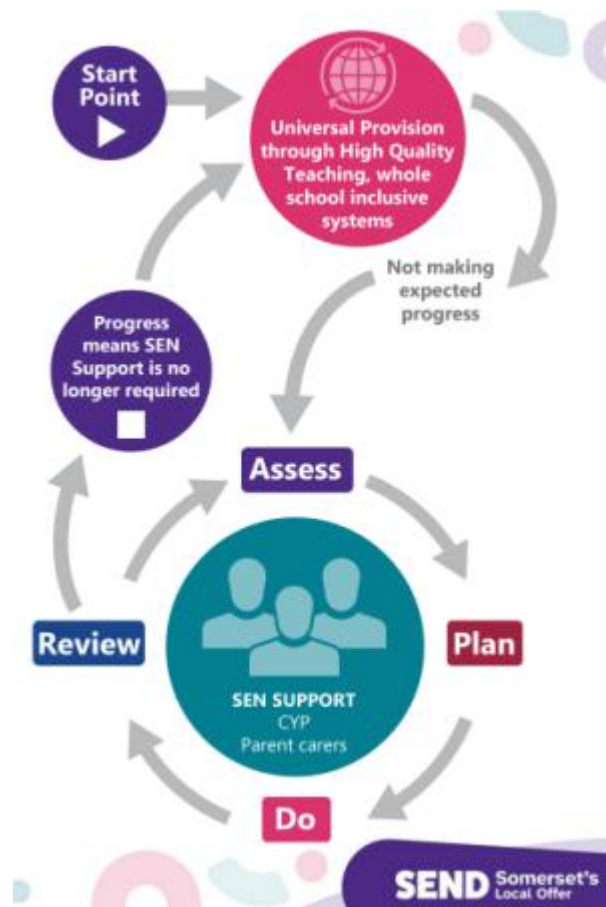 Start
Point
Universal Provision
through High Quality
Teaching, whole
school inclusive
systems
Not making
expected
progress
Progress
means SEN
Support is no
longer required
Assess
Review
Plan
SEN SUPPORT
CYP
Parent carers
Do
SEND Somerset's
Local Offer